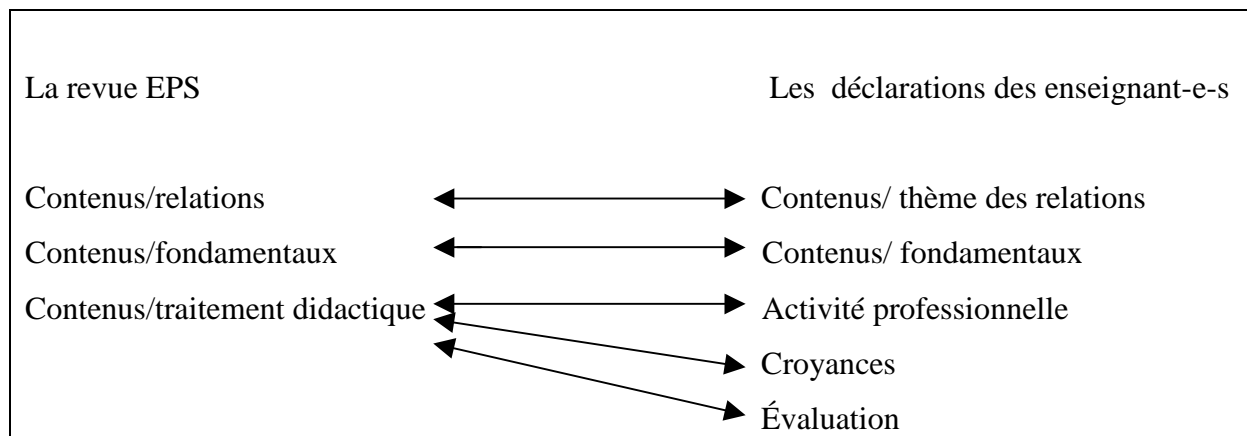 La revue EPS Les déclarations des enseignant-e-s
Contenus/relations Contenus/ thème des relations
Contenus/fondamentaux Contenus/ fondamentaux
Contenus/traitement didactique Activité professionnelle
Croyances
Évaluation